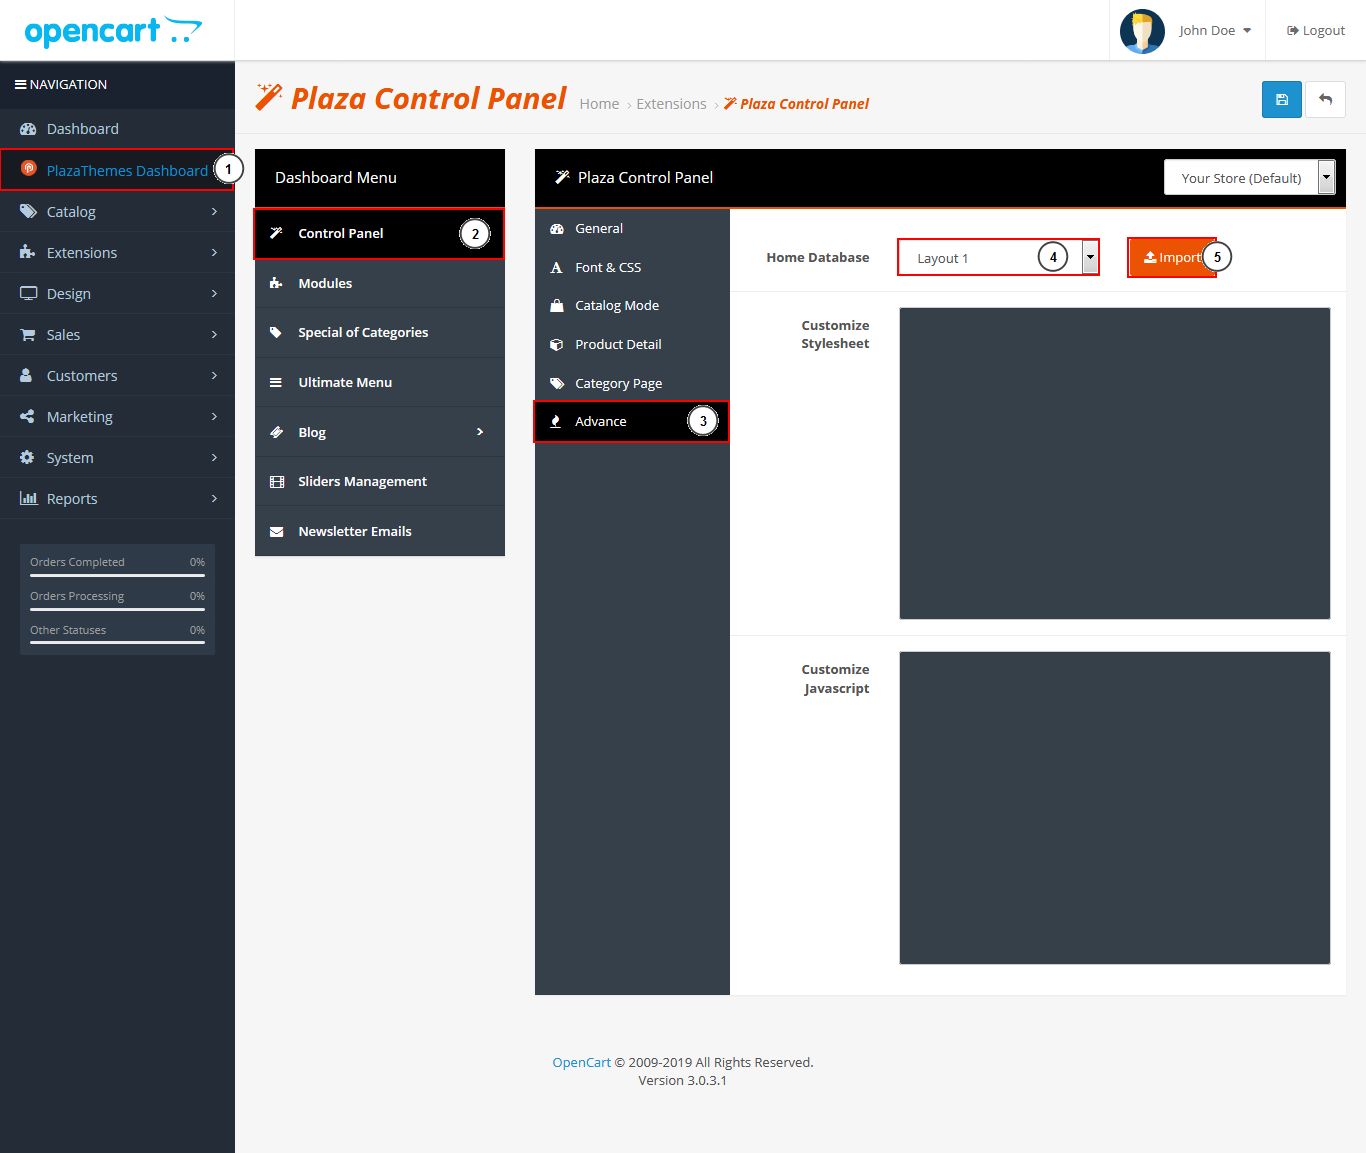 opencart
John Doe
Logout
NAVIGATION
Dashboard
PlazaThemes Dashboard
1
Catalog
Extensions
Design
Sales
Customers
Marketing
System
Reports
Orders Completed 0%
Orders Processing 0%
Other Statuses 0%
Plaza Control Panel
Home › Extensions › Plaza Control Panel
Dashboard Menu
Control Panel
2
Modules
Special of Categories
Ultimate Menu
Blog
Sliders Management
Newsletter Emails
Plaza Control Panel
Your Store (Default)
General
Font & CSS
Catalog Mode
Product Detail
Category Page
Advance
3
Home Database
Layout 1
4
Import
5
Customize
Stylesheet
Customize
Javascript
OpenCart © 2009-2019 All Rights Reserved.
Version 3.0.3.1